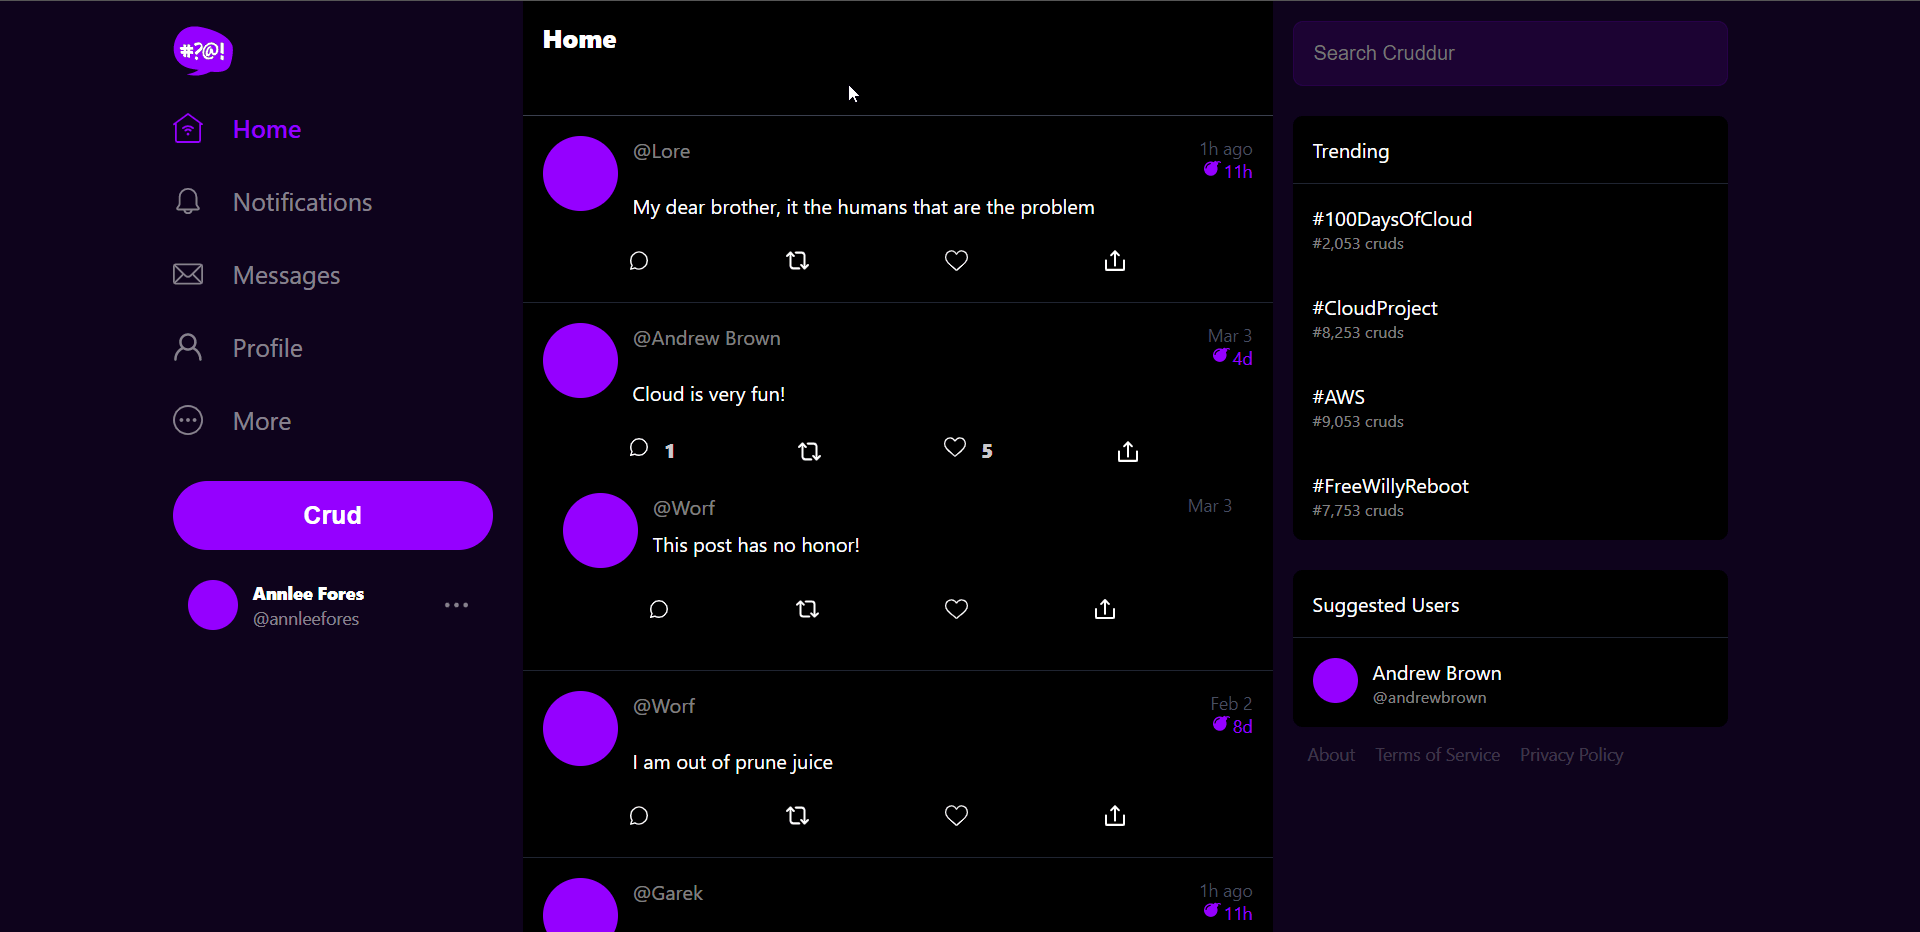 #?@!
Home
Notifications
Messages
Profile
More
Crud
Annlee Fores
@annleefores
Home
@Lore
1h ago
11h
My dear brother, it the humans that are the problem
@Andrew Brown
Mar 3
4d
Cloud is very fun!
1
5
@Worf
Mar 3
This post has no honor!
@Worf
Feb 2
8d
I am out of prune juice
@Garek
1h ago
11h
Search Cruddur
Trending
#100DaysOfCloud
#2,053 cruds
#CloudProject
#8,253 cruds
#AWS
#9,053 cruds
#FreeWillyReboot
#7,753 cruds
Suggested Users
Andrew Brown
@andrewbrown
About Terms of Service Privacy Policy